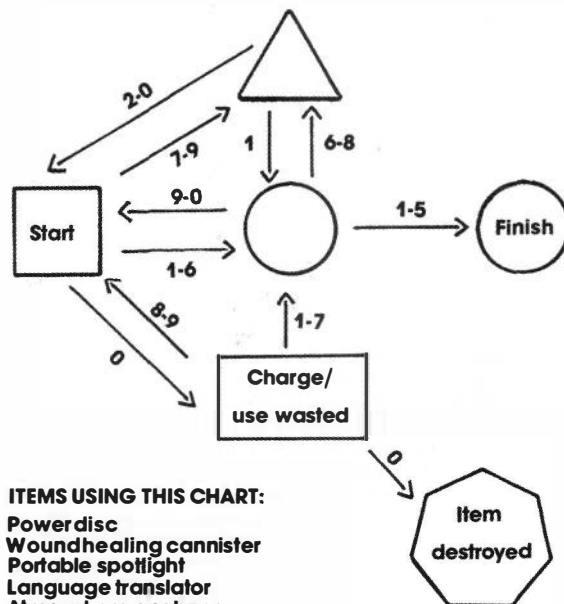 2-0
7-9
1
6-8
9-0
1-5
Start
Finish
1-6
8-9
0
1-7
Charge/
use wasted
0
ITEMS USING THIS CHART:
Powerdisc
Woundhealing cannister
Portable spotlight
Language translator
Item
destroyed